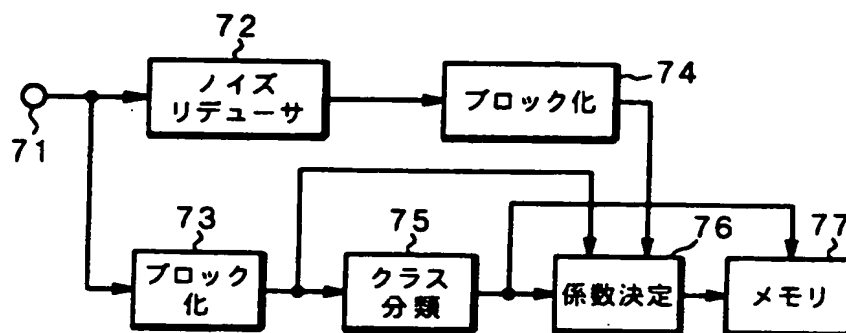 72
ノイズ
リデューサ
74
ブロック化
71
73
ブロック
化
75
クラス
分類
76
係数決定
77
メモリ